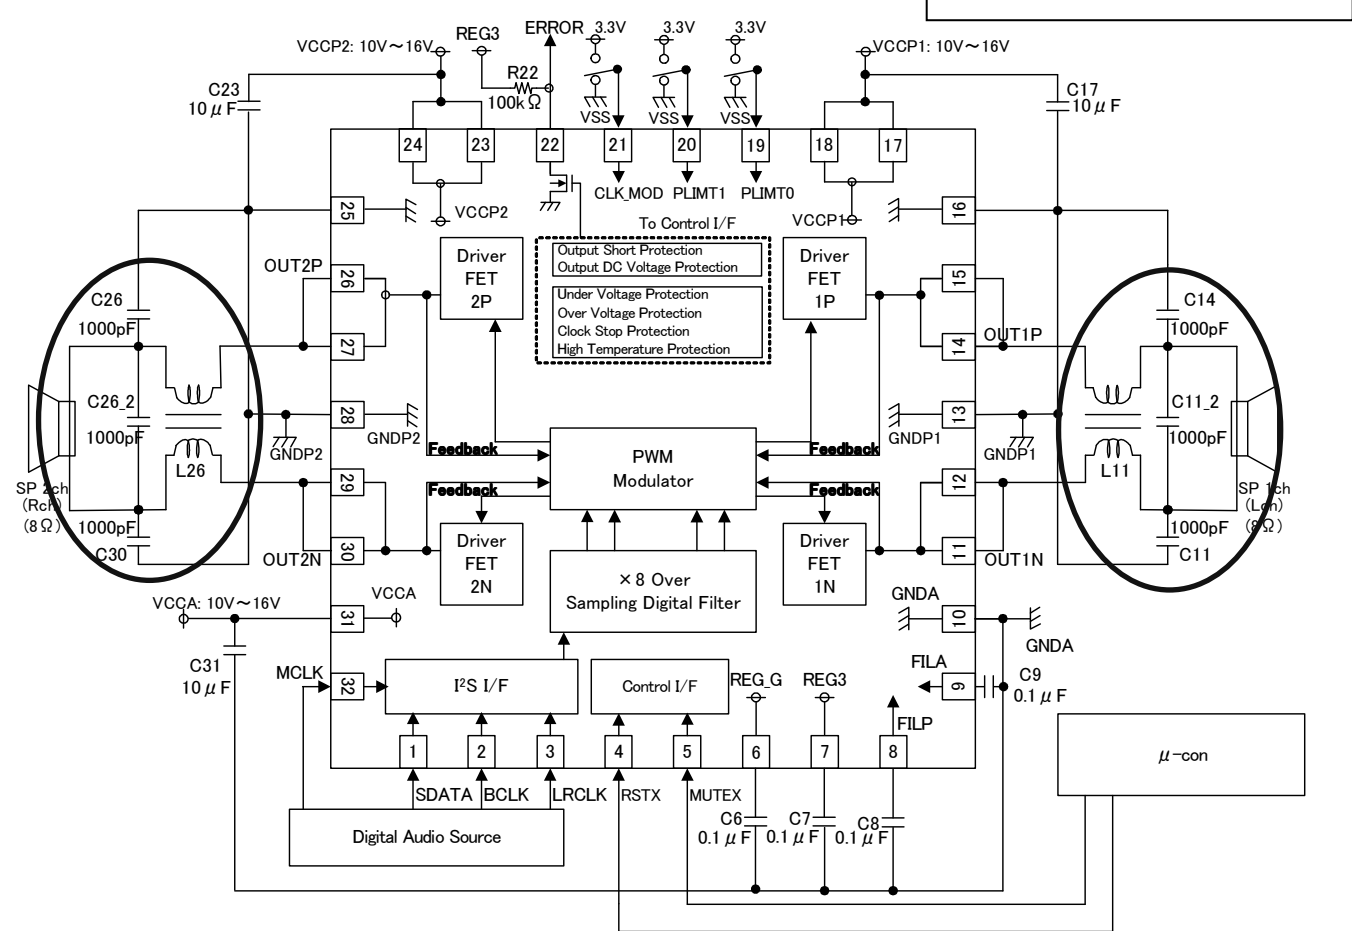 ERROR
3.3V
3.3V
3.3V
REG3
VCCP2: 10V～16V
VCCP1: 10V～16V
R22
100kΩ
C23
10μF
C17
10μF
VSS
VSS
VSS
24
23
22
21
20
19
18
17
CLK_MOD
PLIMT1
PLIMT0
25
VCCP2
VCCP1
16
To Control I/F
OUT2P
26
Driver
FET
2P
Output Short Protection
Output DC Voltage Protection
Under Voltage Protection
Over Voltage Protection
Clock Stop Protection
High Temperature Protection
Driver
FET
1P
15
C26
1000pF
C14
1000pF
27
14
OUT1P
C26_2
1000pF
L26
GNDP2
28
GNDP2
GNDP1
13
GNDP1
C11_2
1000pF
L11
Feedback
Feedback
PWM
Modulator
Feedback
Feedback
SP 2ch
(Rch)
(8Ω)
29
12
SP 1ch
(Lch)
(8Ω)
1000pF
C30
1000pF
C11
OUT2N
30
Driver
FET
2N
×8 Over
Sampling Digital Filter
Driver
FET
1N
11
OUT1N
VCCA: 10V～16V
31
VCCA
GNDA
10
GNDA
C31
10μF
MCLK
32
I²S I/F
Control I/F
REG_G
REG3
FILA
9
C9
0.1μF
FILP
1
2
3
4
5
6
7
8
μ-con
SDATA
BCLK
LRCLK
RSTX
MUTEX
C6
0.1μF
C7
0.1μF
C8
0.1μF
Digital Audio Source